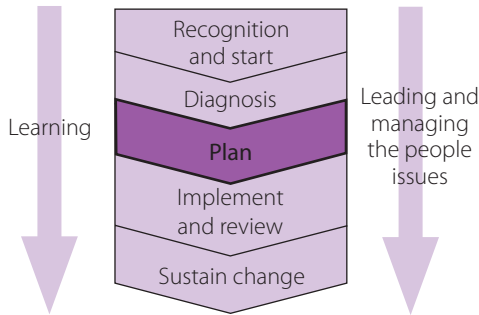 Recognition
and start
Diagnosis
Plan
Implement
and review
Sustain change
Learning
Leading and
managing
the people
issues